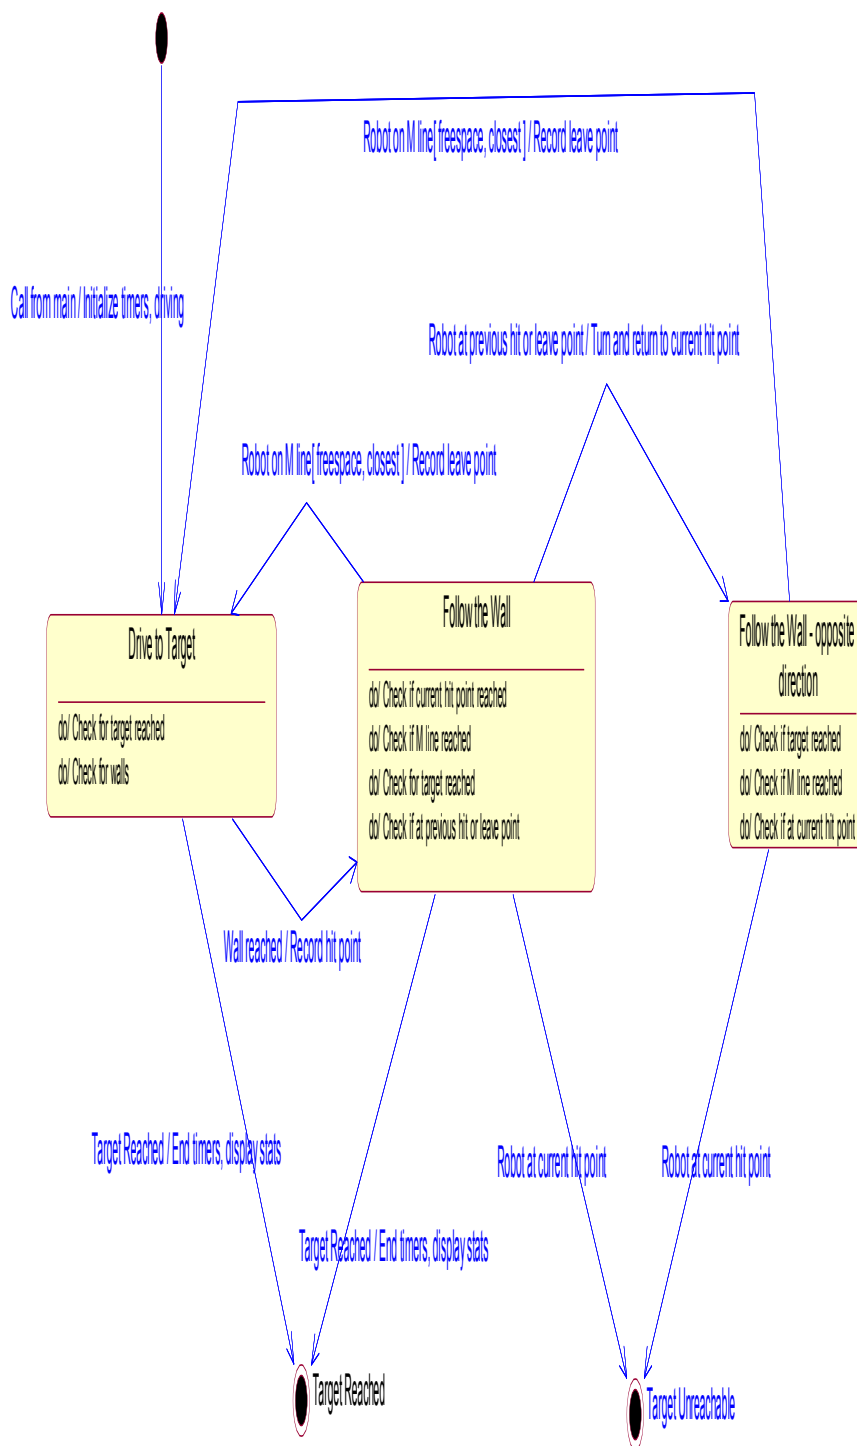 Robot on M line[ freespace, closest ] / Record leave point
Call from main / Initialize timers, driving
Robot at previous hit or leave point / Turn and return to current hit point
Robot on M line[ freespace, closest ] / Record leave point
Drive to Target
do/ Check for target reached
do/ Check for walls
Follow the Wall
do/ Check if current hit point reached
do/ Check if M line reached
do/ Check for target reached
do/ Check if at previous hit or leave point
Follow the Wall - opposite
direction
do/ Check if target reached
do/ Check if M line reached
do/ Check if at current hit point
Wall reached / Record hit point
Target Reached / End timers, display stats
Robot at current hit point
Robot at current hit point
Target Reached / End timers, display stats
Target Reached
Target Unreachable